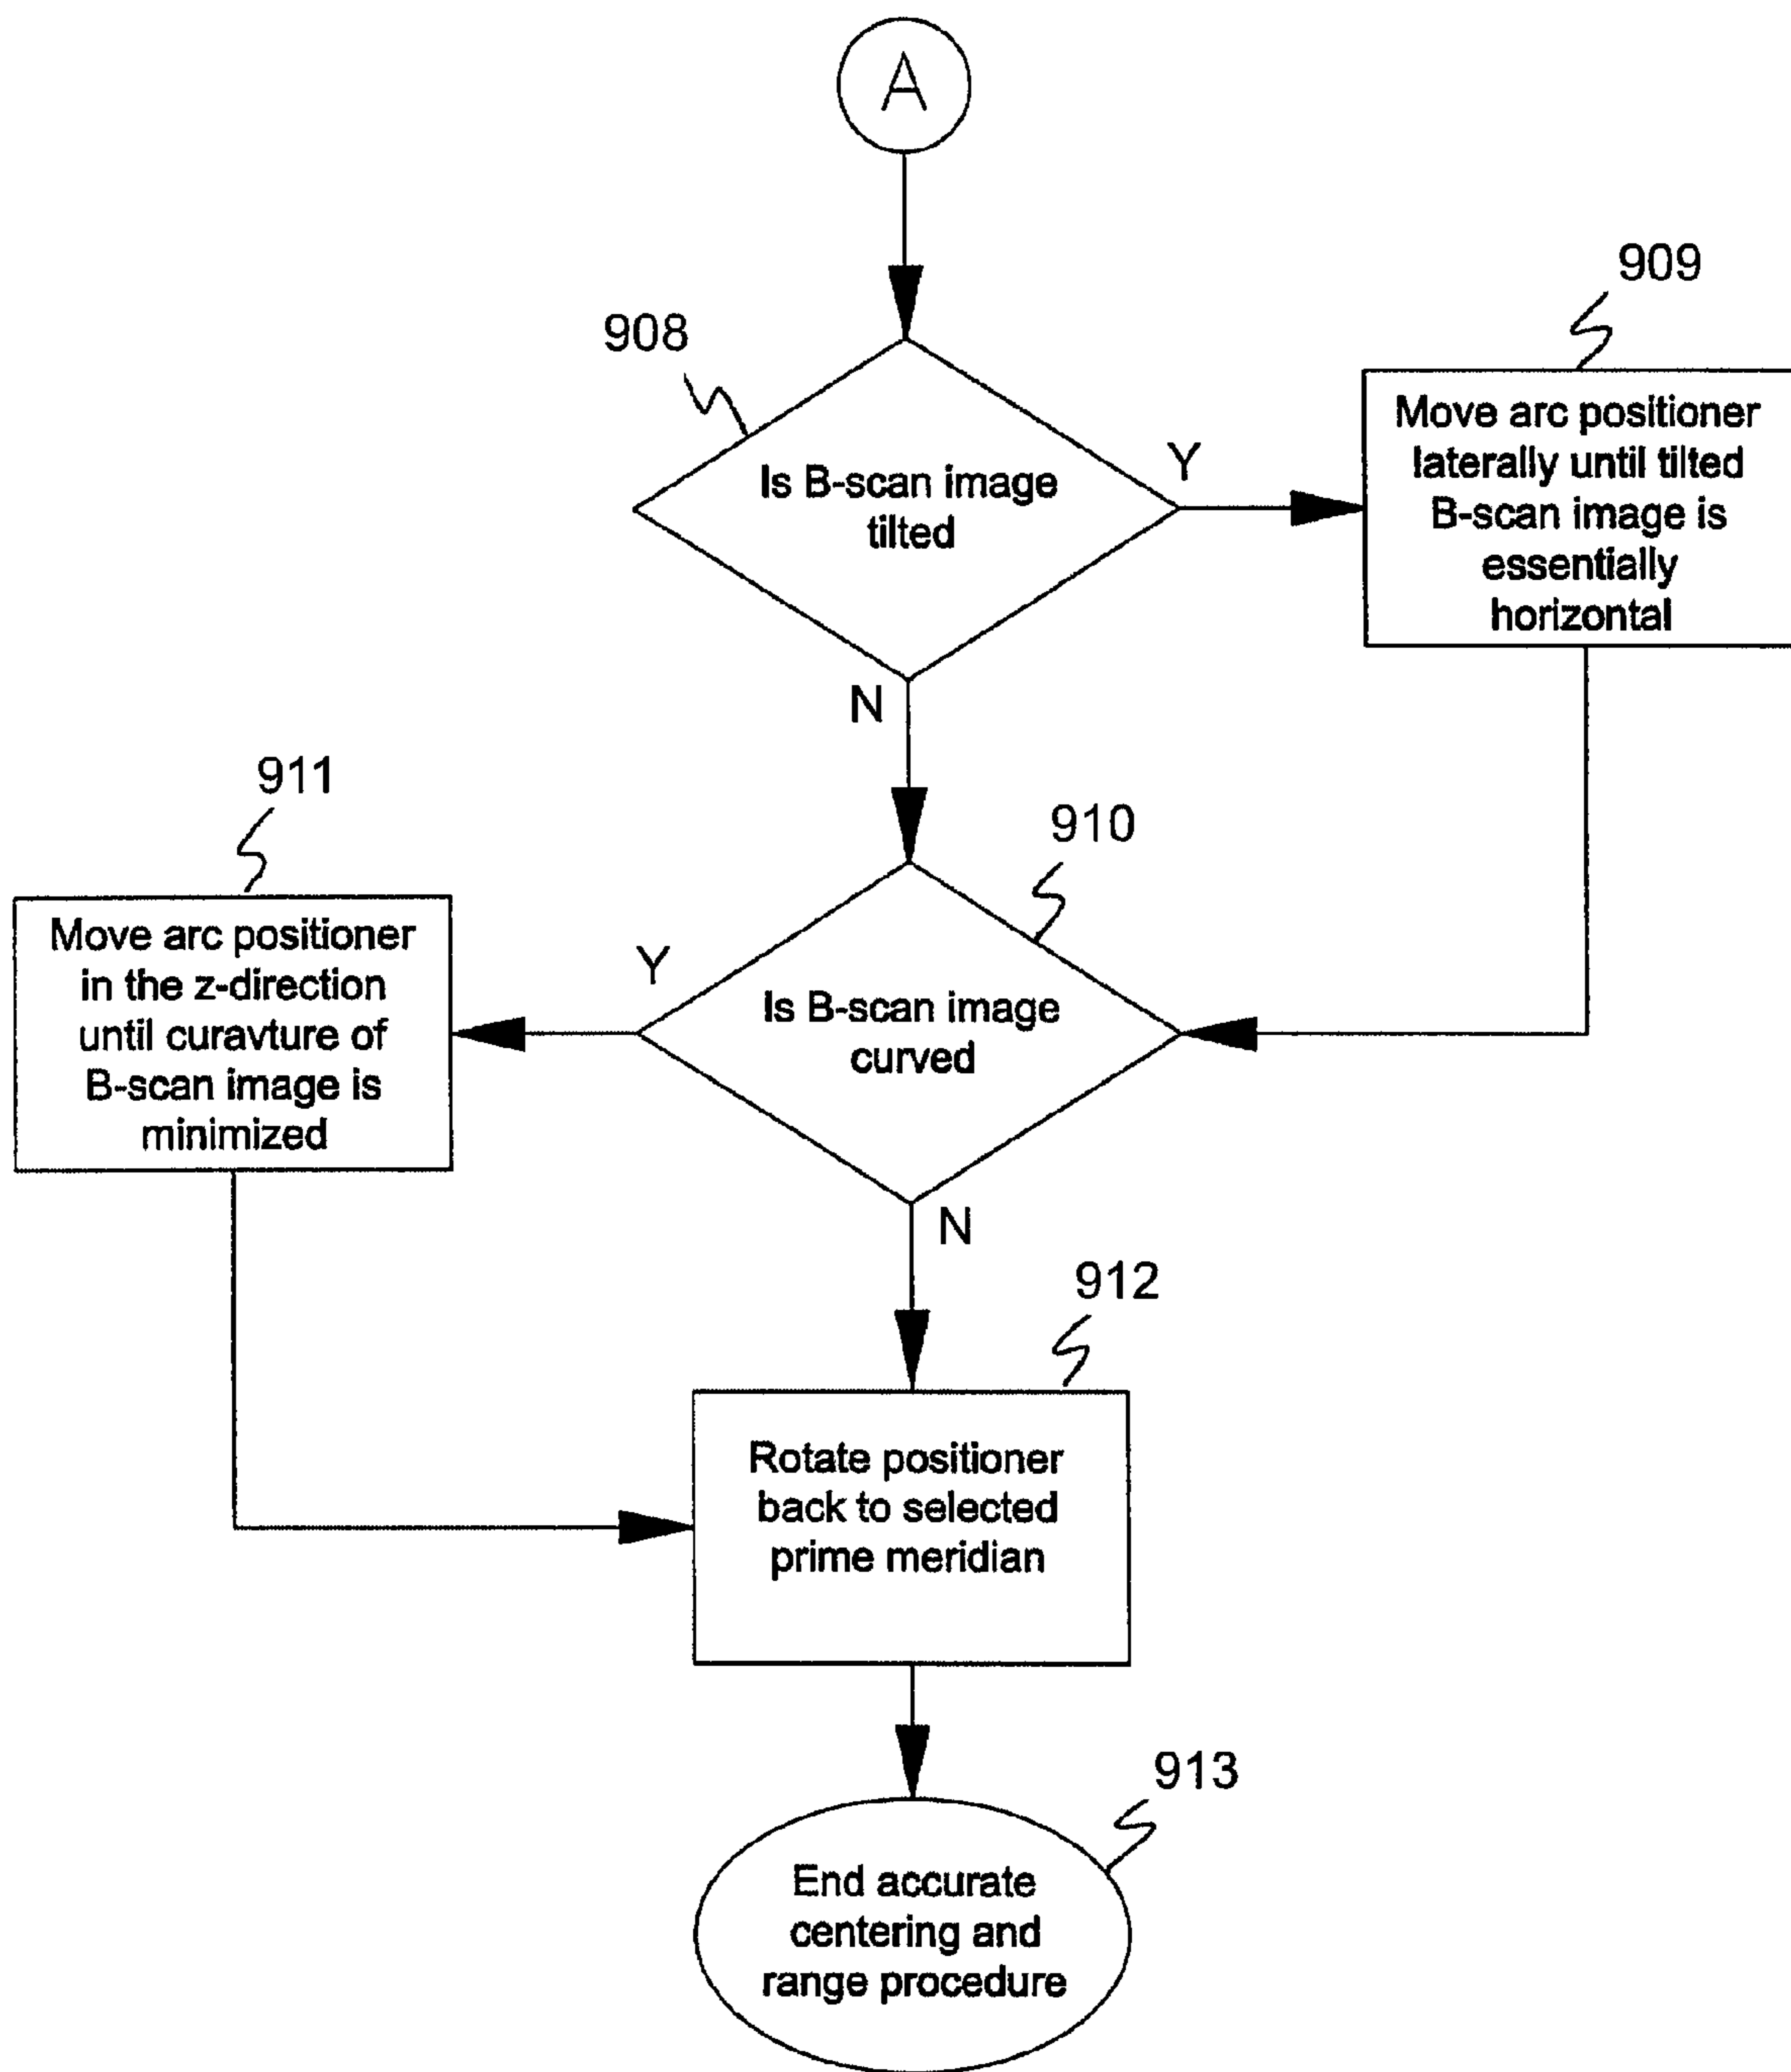 A
908
Is B-scan image
tilted
Y
N
909
Move arc positioner
laterally until tilted
B-scan image is
essentially
horizontal
910
Is B-scan image
curved
Y
N
911
Move arc positioner
in the z-direction
until curavture of
B-scan image is
minimized
912
Rotate positioner
back to selected
prime meridian
913
End accurate
centering and
range procedure